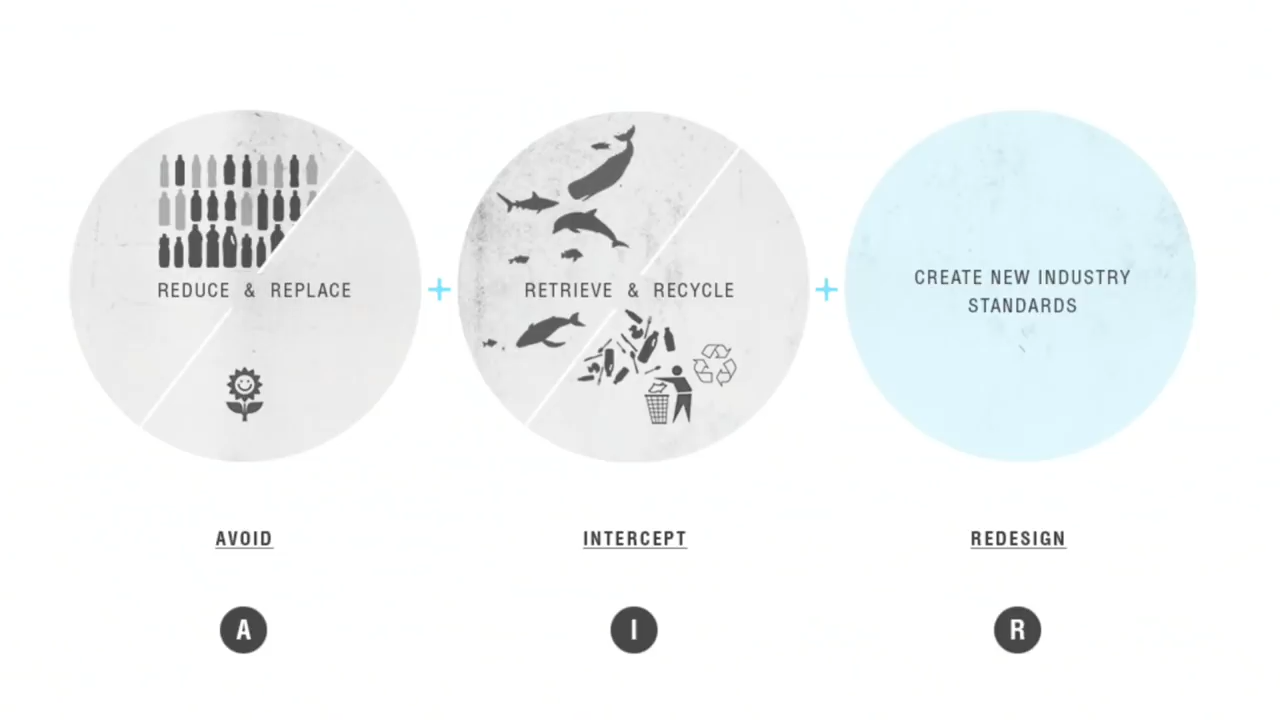 REDUCE & REPLACE
RETRIEVE & RECYCLE
CREATE NEW INDUSTRY
STANDARDS
AVOID
INTERCEPT
REDESIGN
A
I
R